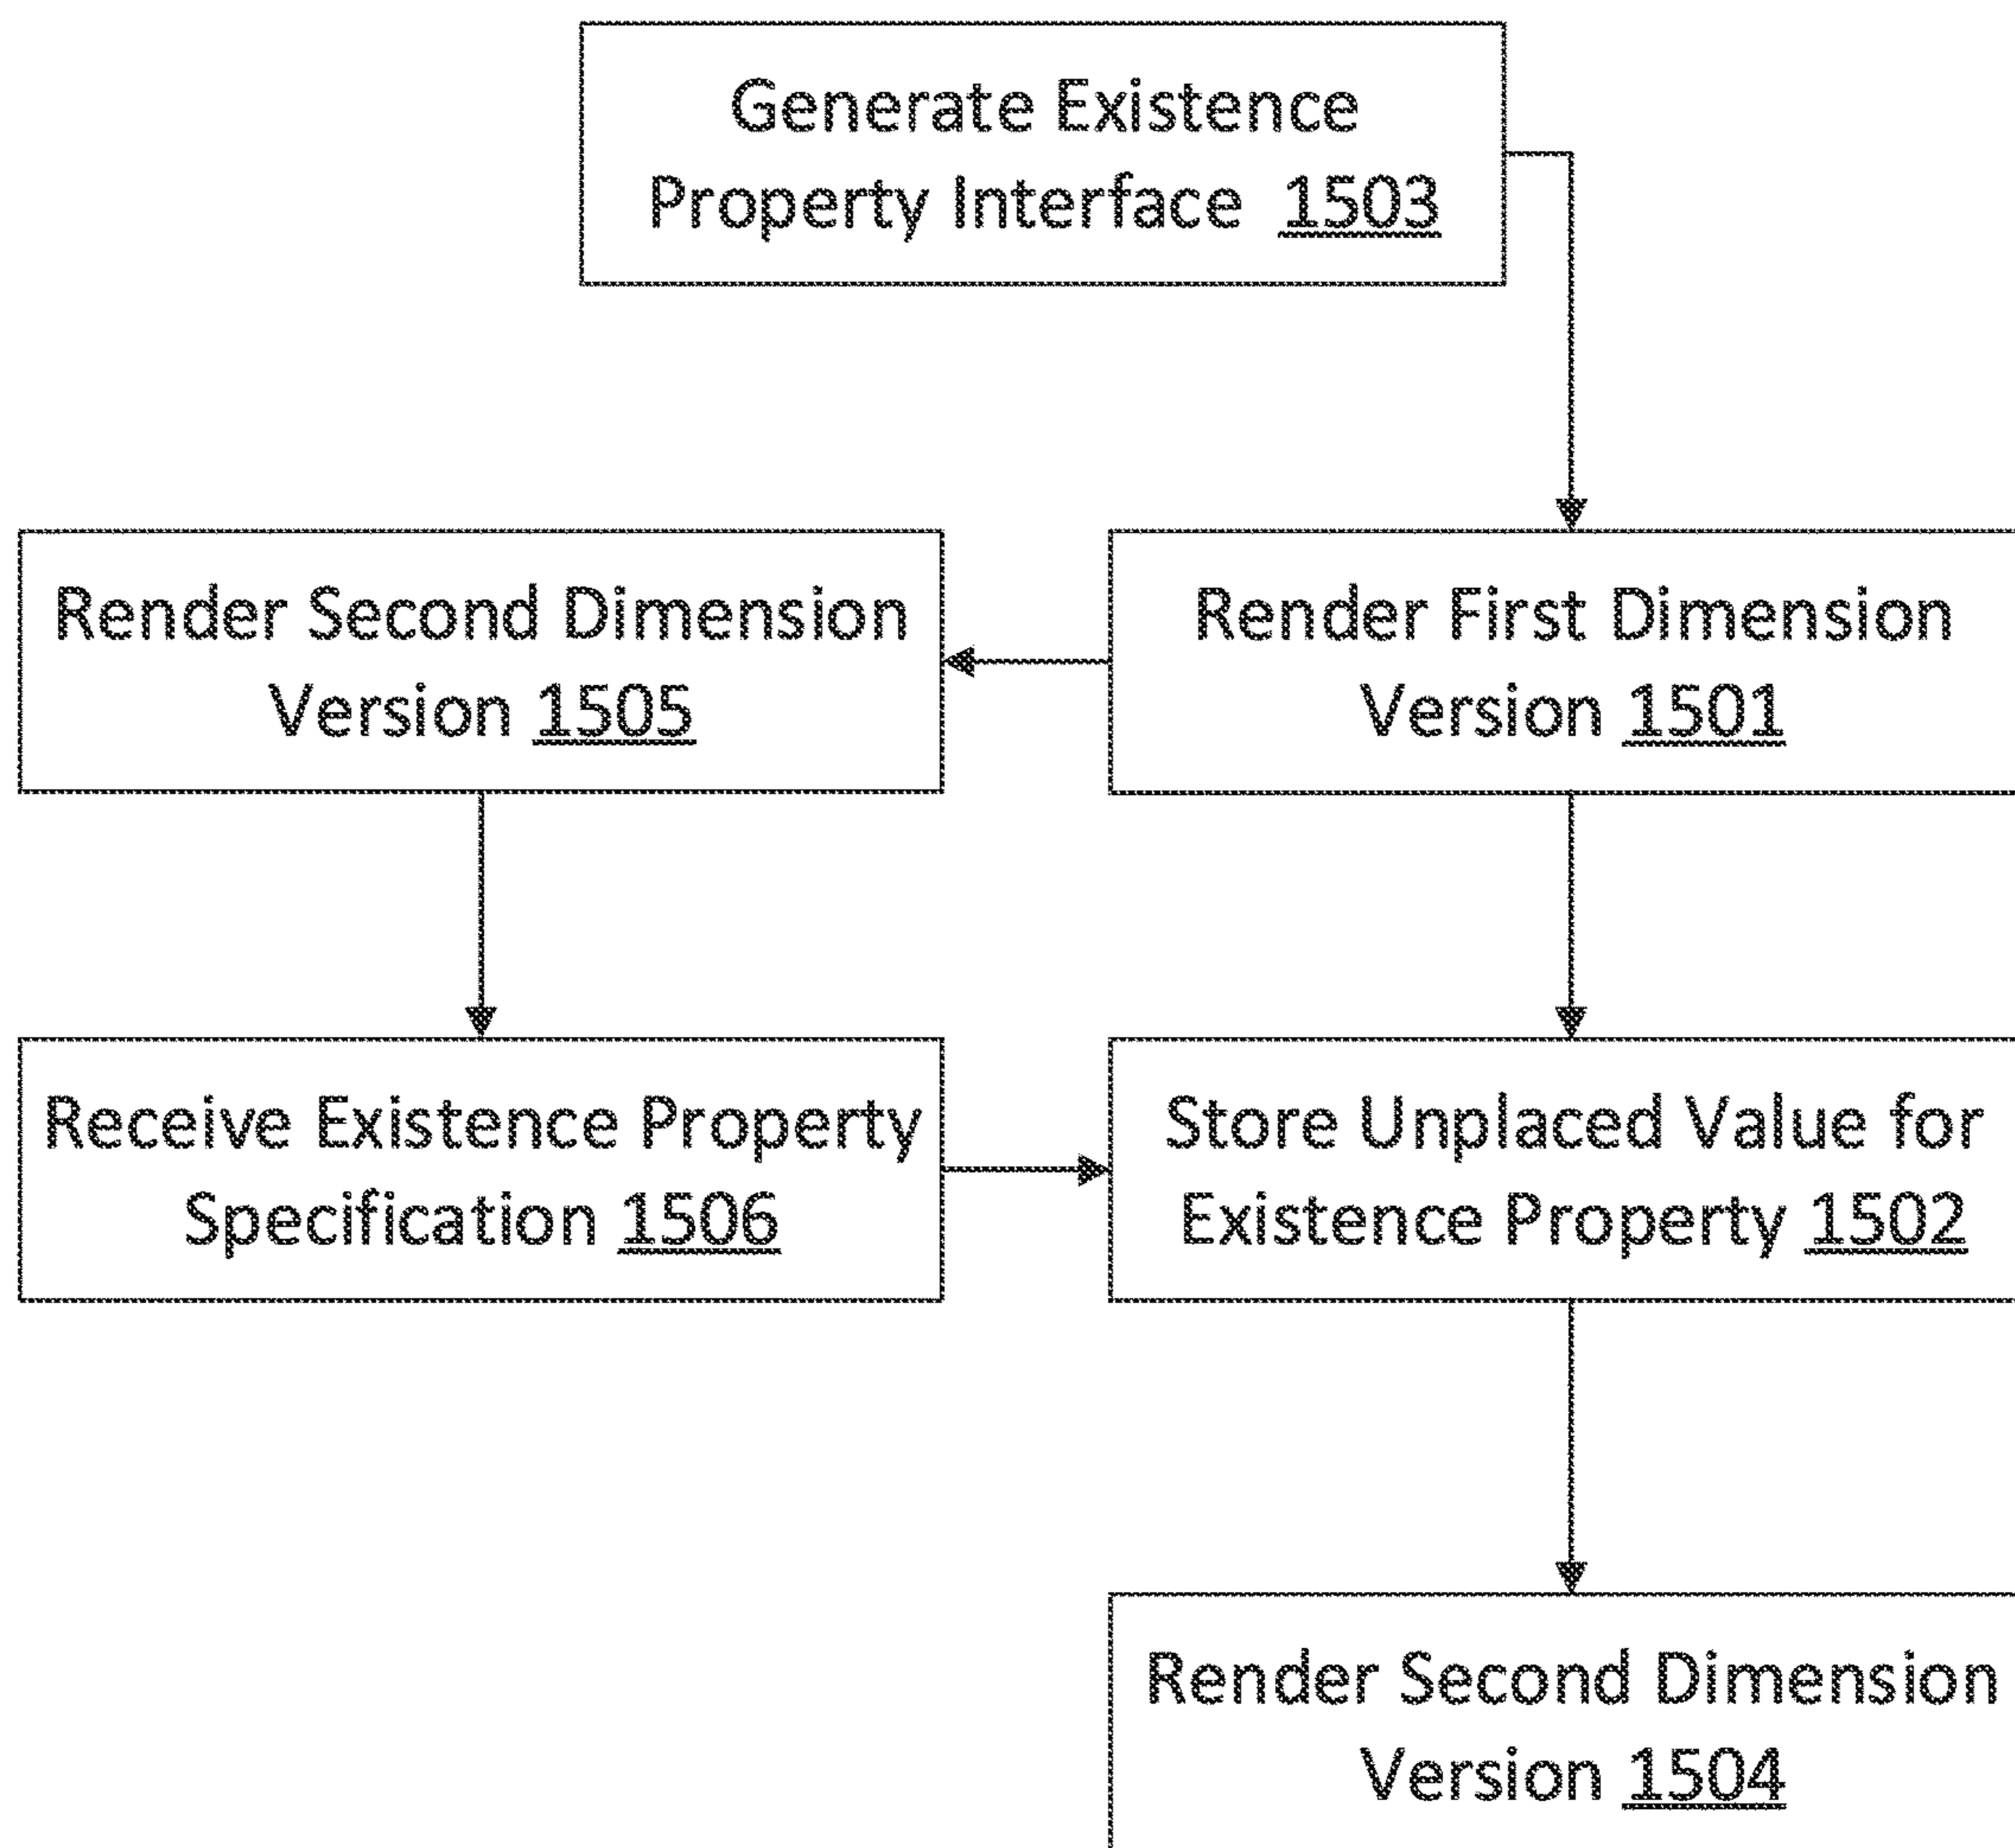 Generate Existence
Property Interface 1503
Render Second Dimension
Version 1505
Render First Dimension
Version 1501
Receive Existence Property
Specification 1506
Store Unplaced Value for
Existence Property 1502
Render Second Dimension
Version 1504